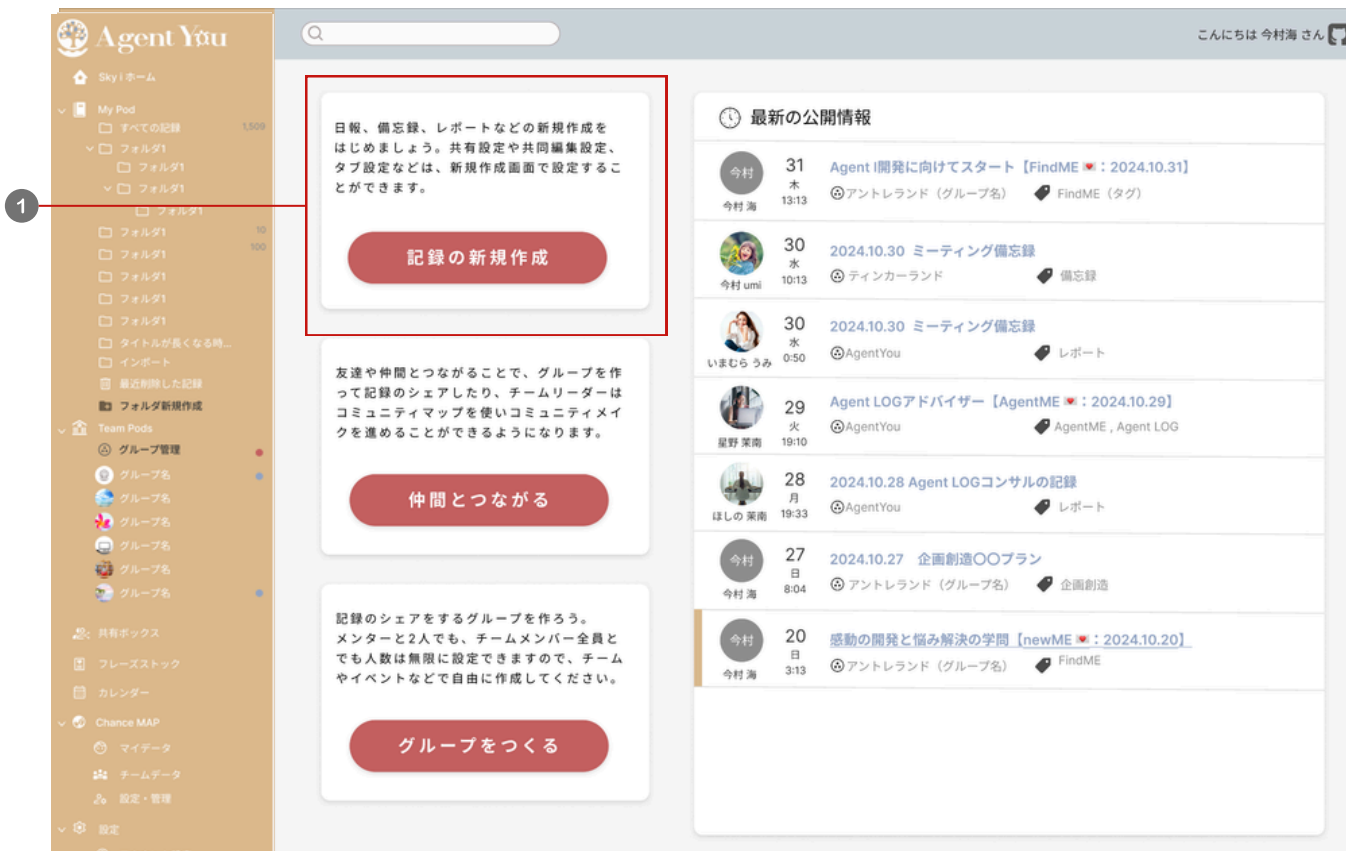 Agent You
こんにちは 今村海 さん
Sky i ホーム
My Pod
すべての記録 1,509
フォルダ1
フォルダ1
フォルダ1
フォルダ1
フォルダ1 10
フォルダ1 100
フォルダ1
フォルダ1
フォルダ1
タイトルが長くなる時...
インポート
最近削除した記録
フォルダ新規作成
Team Pods
グループ管理
グループ名
グループ名
グループ名
グループ名
グループ名
グループ名
共有ボックス
フレーズストック
カレンダー
Chance MAP
マイデータ
チームデータ
設定・管理
設定
1
日報、備忘録、レポートなどの新規作成を
はじめましょう。共有設定や共同編集設定、
タブ設定などは、新規作成画面で設定するこ
とができます。
記録の新規作成
友達や仲間とつながることで、グループを作
って記録のシェアしたり、チームリーダーは
コミュニティマップを使いコミュニティメイ
クを進めることができるようになります。
仲間とつながる
記録のシェアをするグループを作ろう。
メンターと2人でも、チームメンバー全員と
でも人数は無限に設定できますので、チーム
やイベントなどで自由に作成してください。
グループをつくる
最新の公開情報
今村
今村 海
31
木
13:13
Agent I開発に向けてスタート【FindME 💌：2024.10.31】
アントレランド（グループ名） FindME（タグ）
今村 umi
30
水
10:13
2024.10.30 ミーティング備忘録
ティンカーランド 備忘録
いまむら うみ
30
水
0:50
2024.10.30 ミーティング備忘録
AgentYou レポート
星野 茉南
29
火
19:10
Agent LOGアドバイザー【AgentME 💌：2024.10.29】
AgentYou AgentME , Agent LOG
ほしの 茉南
28
月
19:33
2024.10.28 Agent LOGコンサルの記録
AgentYou レポート
今村
今村 海
27
日
8:04
2024.10.27 企画創造〇〇プラン
アントレランド（グループ名） 企画創造
今村
今村 海
20
日
3:13
感動の開発と悩み解決の学問【newME 💌：2024.10.20】
アントレランド（グループ名） FindME